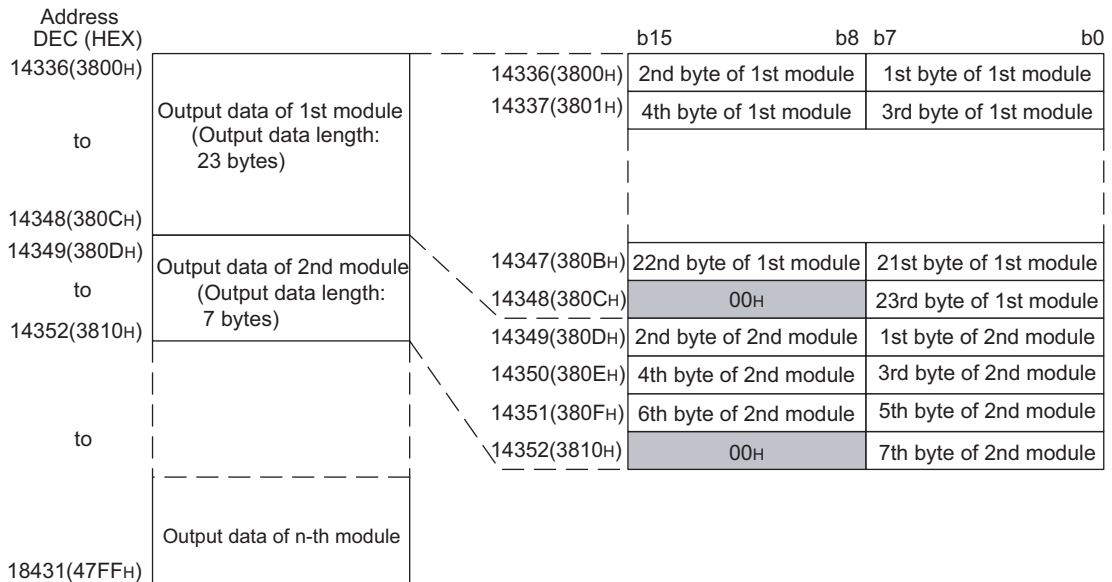 Address
DEC (HEX)
14336(3800H)
to
14348(380CH)
14349(380DH)
to
14352(3810H)
to
18431(47FFH)
Output data of 1st module
(Output data length:
23 bytes)
Output data of 2nd module
(Output data length:
7 bytes)
Output data of n-th module
b15 b8 b7 b0
14336(3800H) 2nd byte of 1st module 1st byte of 1st module
14337(3801H) 4th byte of 1st module 3rd byte of 1st module
14347(380BH) 22nd byte of 1st module 21st byte of 1st module
14348(380CH) 00H 23rd byte of 1st module
14349(380DH) 2nd byte of 2nd module 1st byte of 2nd module
14350(380EH) 4th byte of 2nd module 3rd byte of 2nd module
14351(380FH) 6th byte of 2nd module 5th byte of 2nd module
14352(3810H) 00H 7th byte of 2nd module